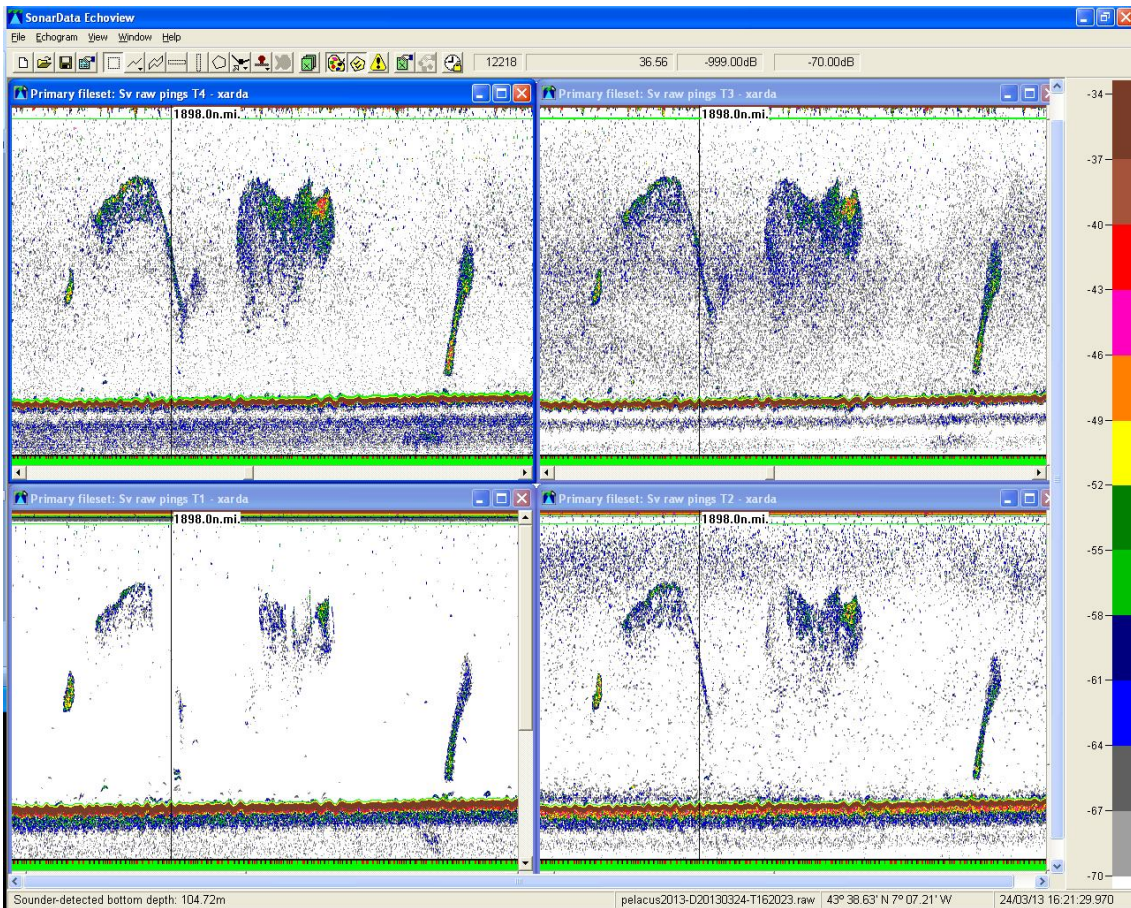 SonarData Echoview
File Echogram View Window Help
12218 36.56 -999.00dB -70.00dB
Primary fileset: Sv raw pings T4 - xarda
1898.0n.mi.
Primary fileset: Sv raw pings T3 - xarda
1898.0n.mi.
Primary fileset: Sv raw pings T1 - xarda
1898.0n.mi.
Primary fileset: Sv raw pings T2 - xarda
1898.0n.mi.
-34
-37
-40
-43
-46
-49
-52
-55
-58
-61
-64
-67
-70
Sounder-detected bottom depth: 104.72m pelacus2013-D20130324-T162023.raw 43º 38.63' N 7º 07.21' W 24/03/13 16:21:29.970